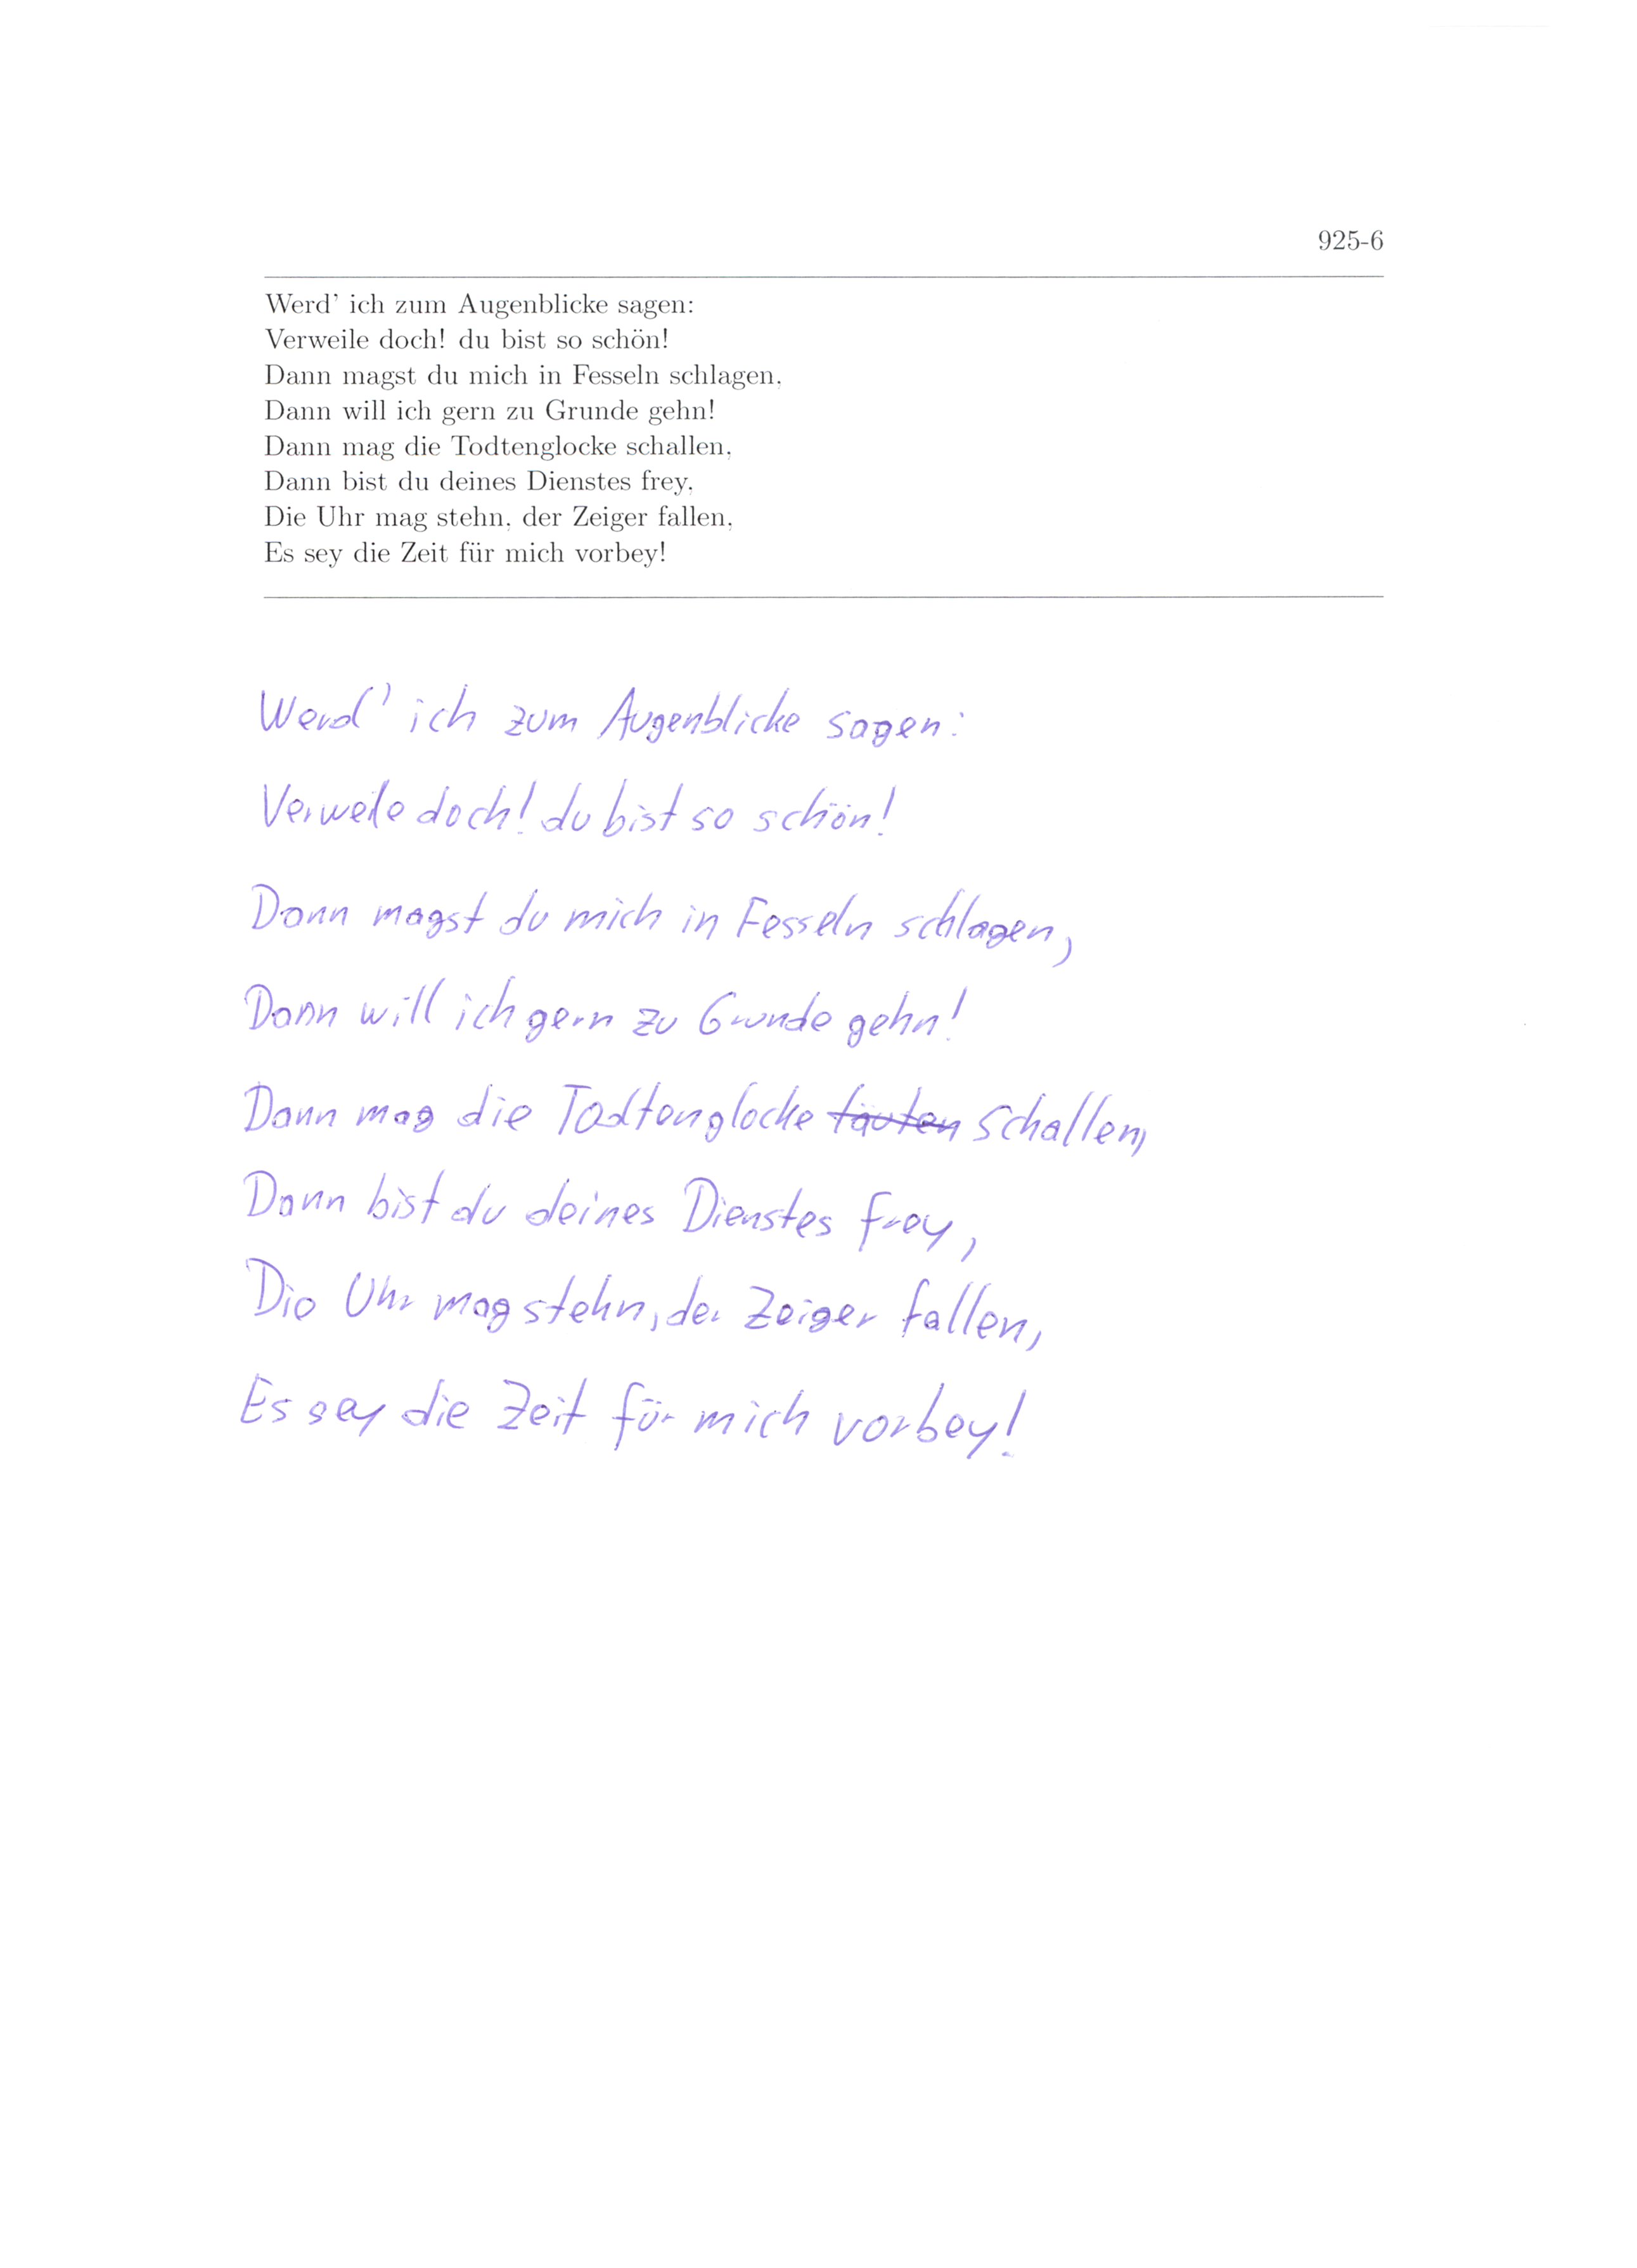 925-6
Werd' ich zum Augenblicke sagen:
Verweile doch! du bist so schön!
Dann magst du mich in Fesseln schlagen,
Dann will ich gern zu Grunde gehn!
Dann mag die Todtenglocke schallen,
Dann bist du deines Dienstes frey,
Die Uhr mag stehn, der Zeiger fallen,
Es sey die Zeit für mich vorbey!
Werd' ich zum Augenblicke sagen:
Verweile doch! du bist so schön!
Dann magst du mich in Fesseln schlagen,
Dann will ich gern zu Grunde gehn!
Dann mag die Todtenglocke schallen,
Dann bist du deines Dienstes frey,
Die Uhr mag stehn, der Zeiger fallen,
Es sey die Zeit für mich vorbey!